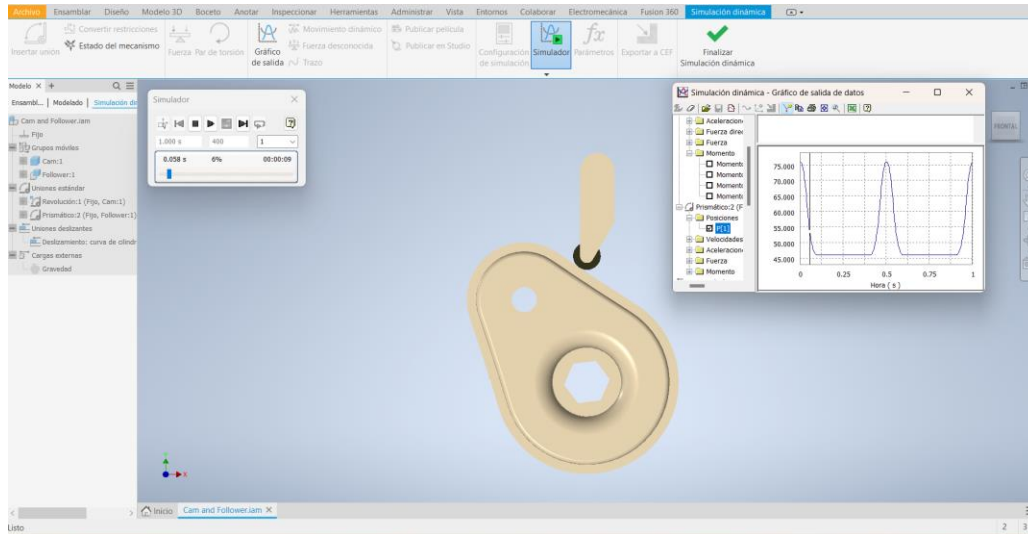 Archivo Ensamblar Diseño Modelo 3D Boceto Anotar Inspeccionar Herramientas Administrar Vista Entornos Colaborar Electromecánica Fusion 360 Simulación dinámica
Insertar unión
Convertir restricciones
Estado del mecanismo
Fuerza Par de torsión
Gráfico de salida
Movimiento dinámico
Fuerza desconocida
Trazo
Publicar película
Publicar en Studio
Configuración de simulación
Simulador
fx
Parámetros
Exportar a CEF
Finalizar
Simulación dinámica
Modelo × +
Ensambl... | Modelado | Simulación di
Cam and Follower.iam
Fijo
Grupos móviles
Cam:1
Follower:1
Uniones estándar
Revolución:1 (Fijo, Cam:1)
Prismático:2 (Fijo, Follower:1)
Uniones deslizantes
Deslizamiento: curva de cilindr
Cargas externas
Gravedad
Simulador
1.000 s 400 1
0.058 s 6% 00:00:09
Simulación dinámica - Gráfico de salida de datos
Aceleracion
Fuerza direc
Fuerza
Momento
Momento
Momento
Momento
Momento
Prismático:2 (F
Posiciones
P[1]
Velocidades
Aceleracion
Fuerza
Momento
75.000
65.000
60.000
55.000
50.000
45.000
0 0.25 0.5 0.75 1
Hora ( s )
FRONTAL
X
Inicio Cam and Follower.iam ×
Listo
2 3